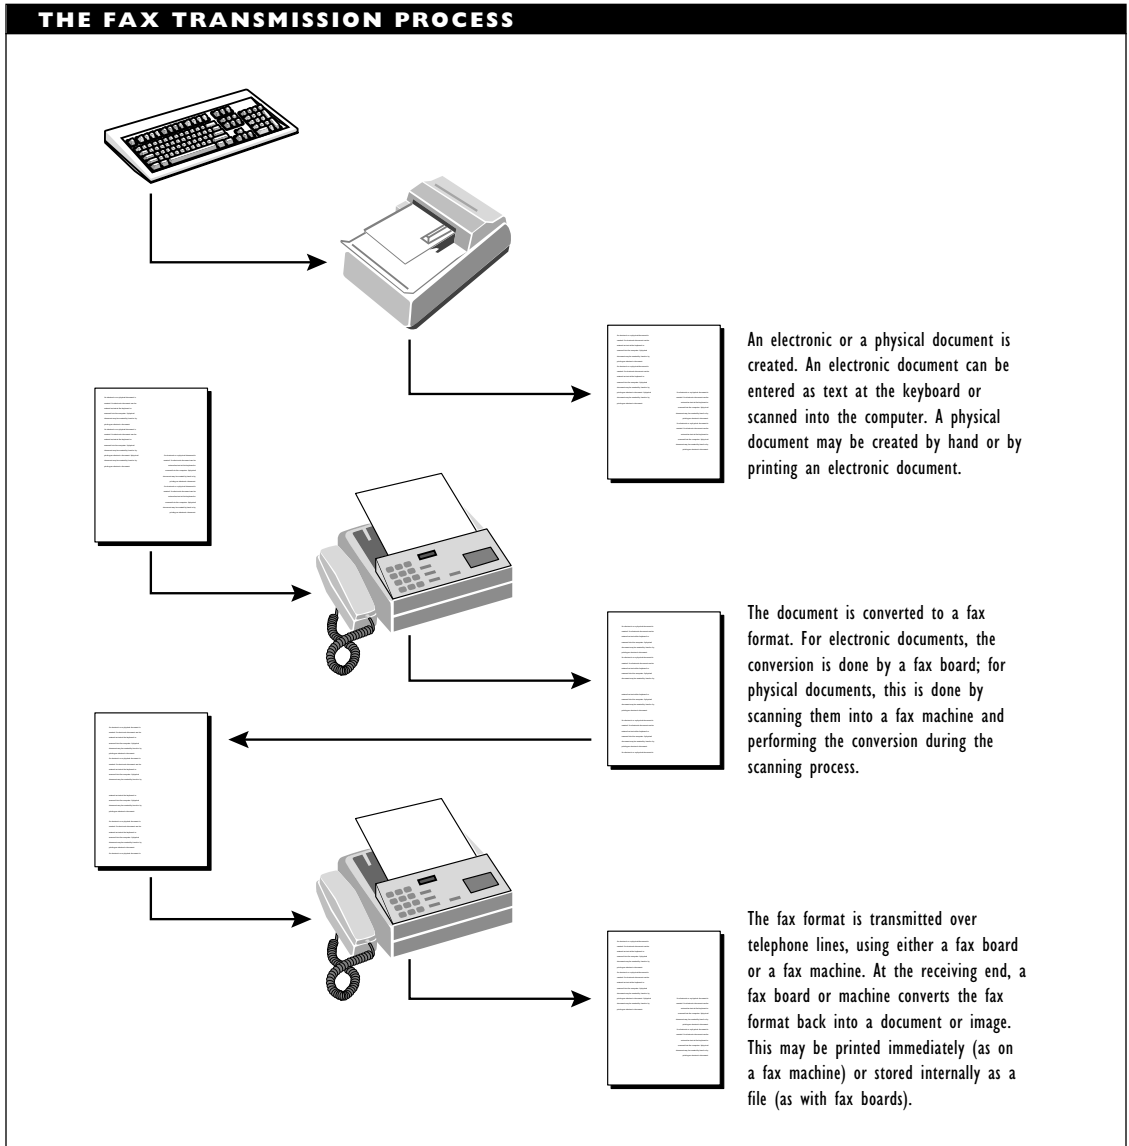 THE FAX TRANSMISSION PROCESS
An electronic or a physical document is
created. An electronic document can be
entered as text at the keyboard or
scanned into the computer. A physical
document may be created by hand or by
printing an electronic document.
The document is converted to a fax
format. For electronic documents, the
conversion is done by a fax board; for
physical documents, this is done by
scanning them into a fax machine and
performing the conversion during the
scanning process.
The fax format is transmitted over
telephone lines, using either a fax board
or a fax machine. At the receiving end, a
fax board or machine converts the fax
format back into a document or image.
This may be printed immediately (as on
a fax machine) or stored internally as a
file (as with fax boards).